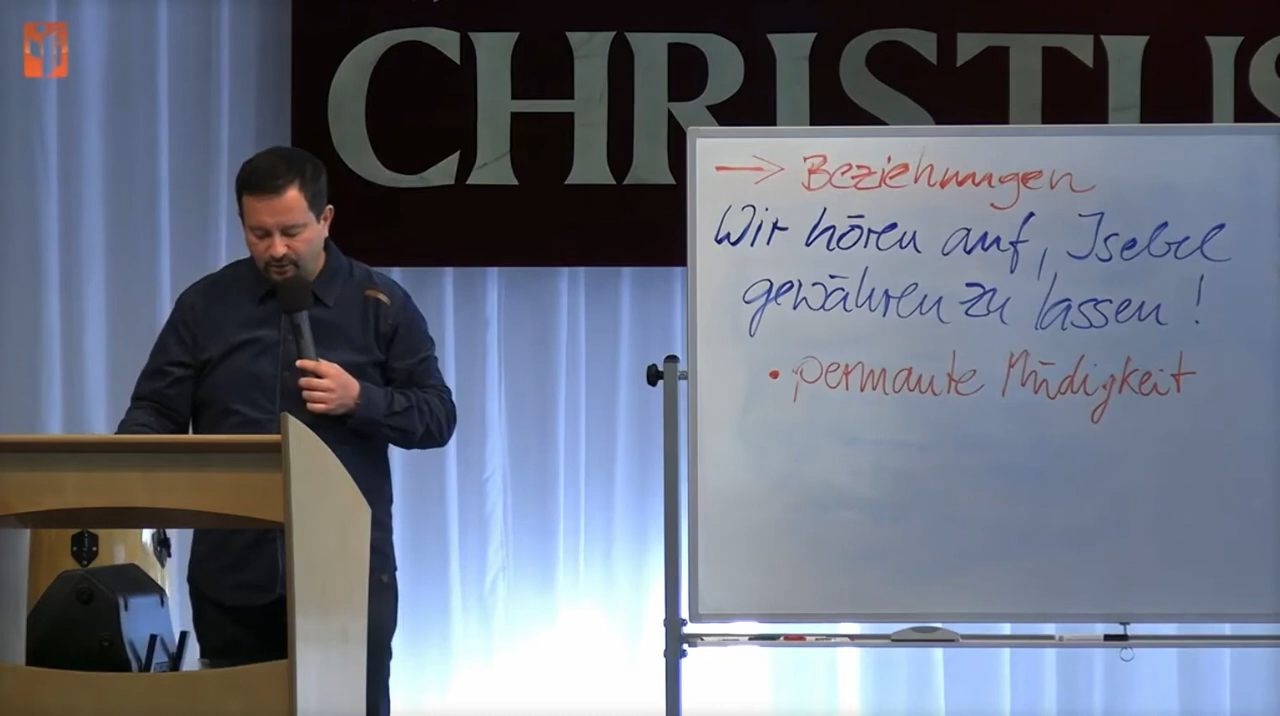 CHRISTUS
→ Beziehungen
Wir hören auf, Isebel
gewähren zu lassen!
• permante Müdigkeit